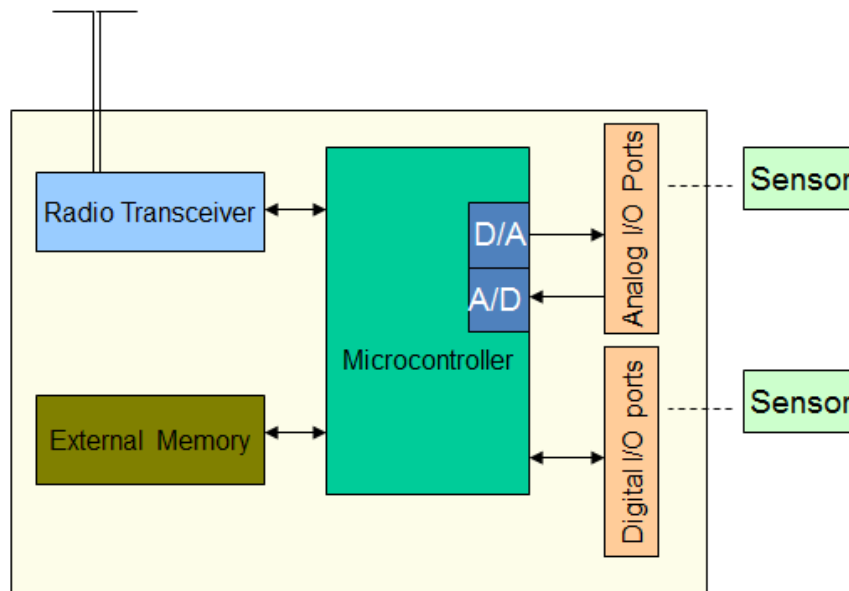 Radio Transceiver
D/A
A/D
Microcontroller
External Memory
Analog I/O Ports
Digital I/O ports
Sensor
Sensor